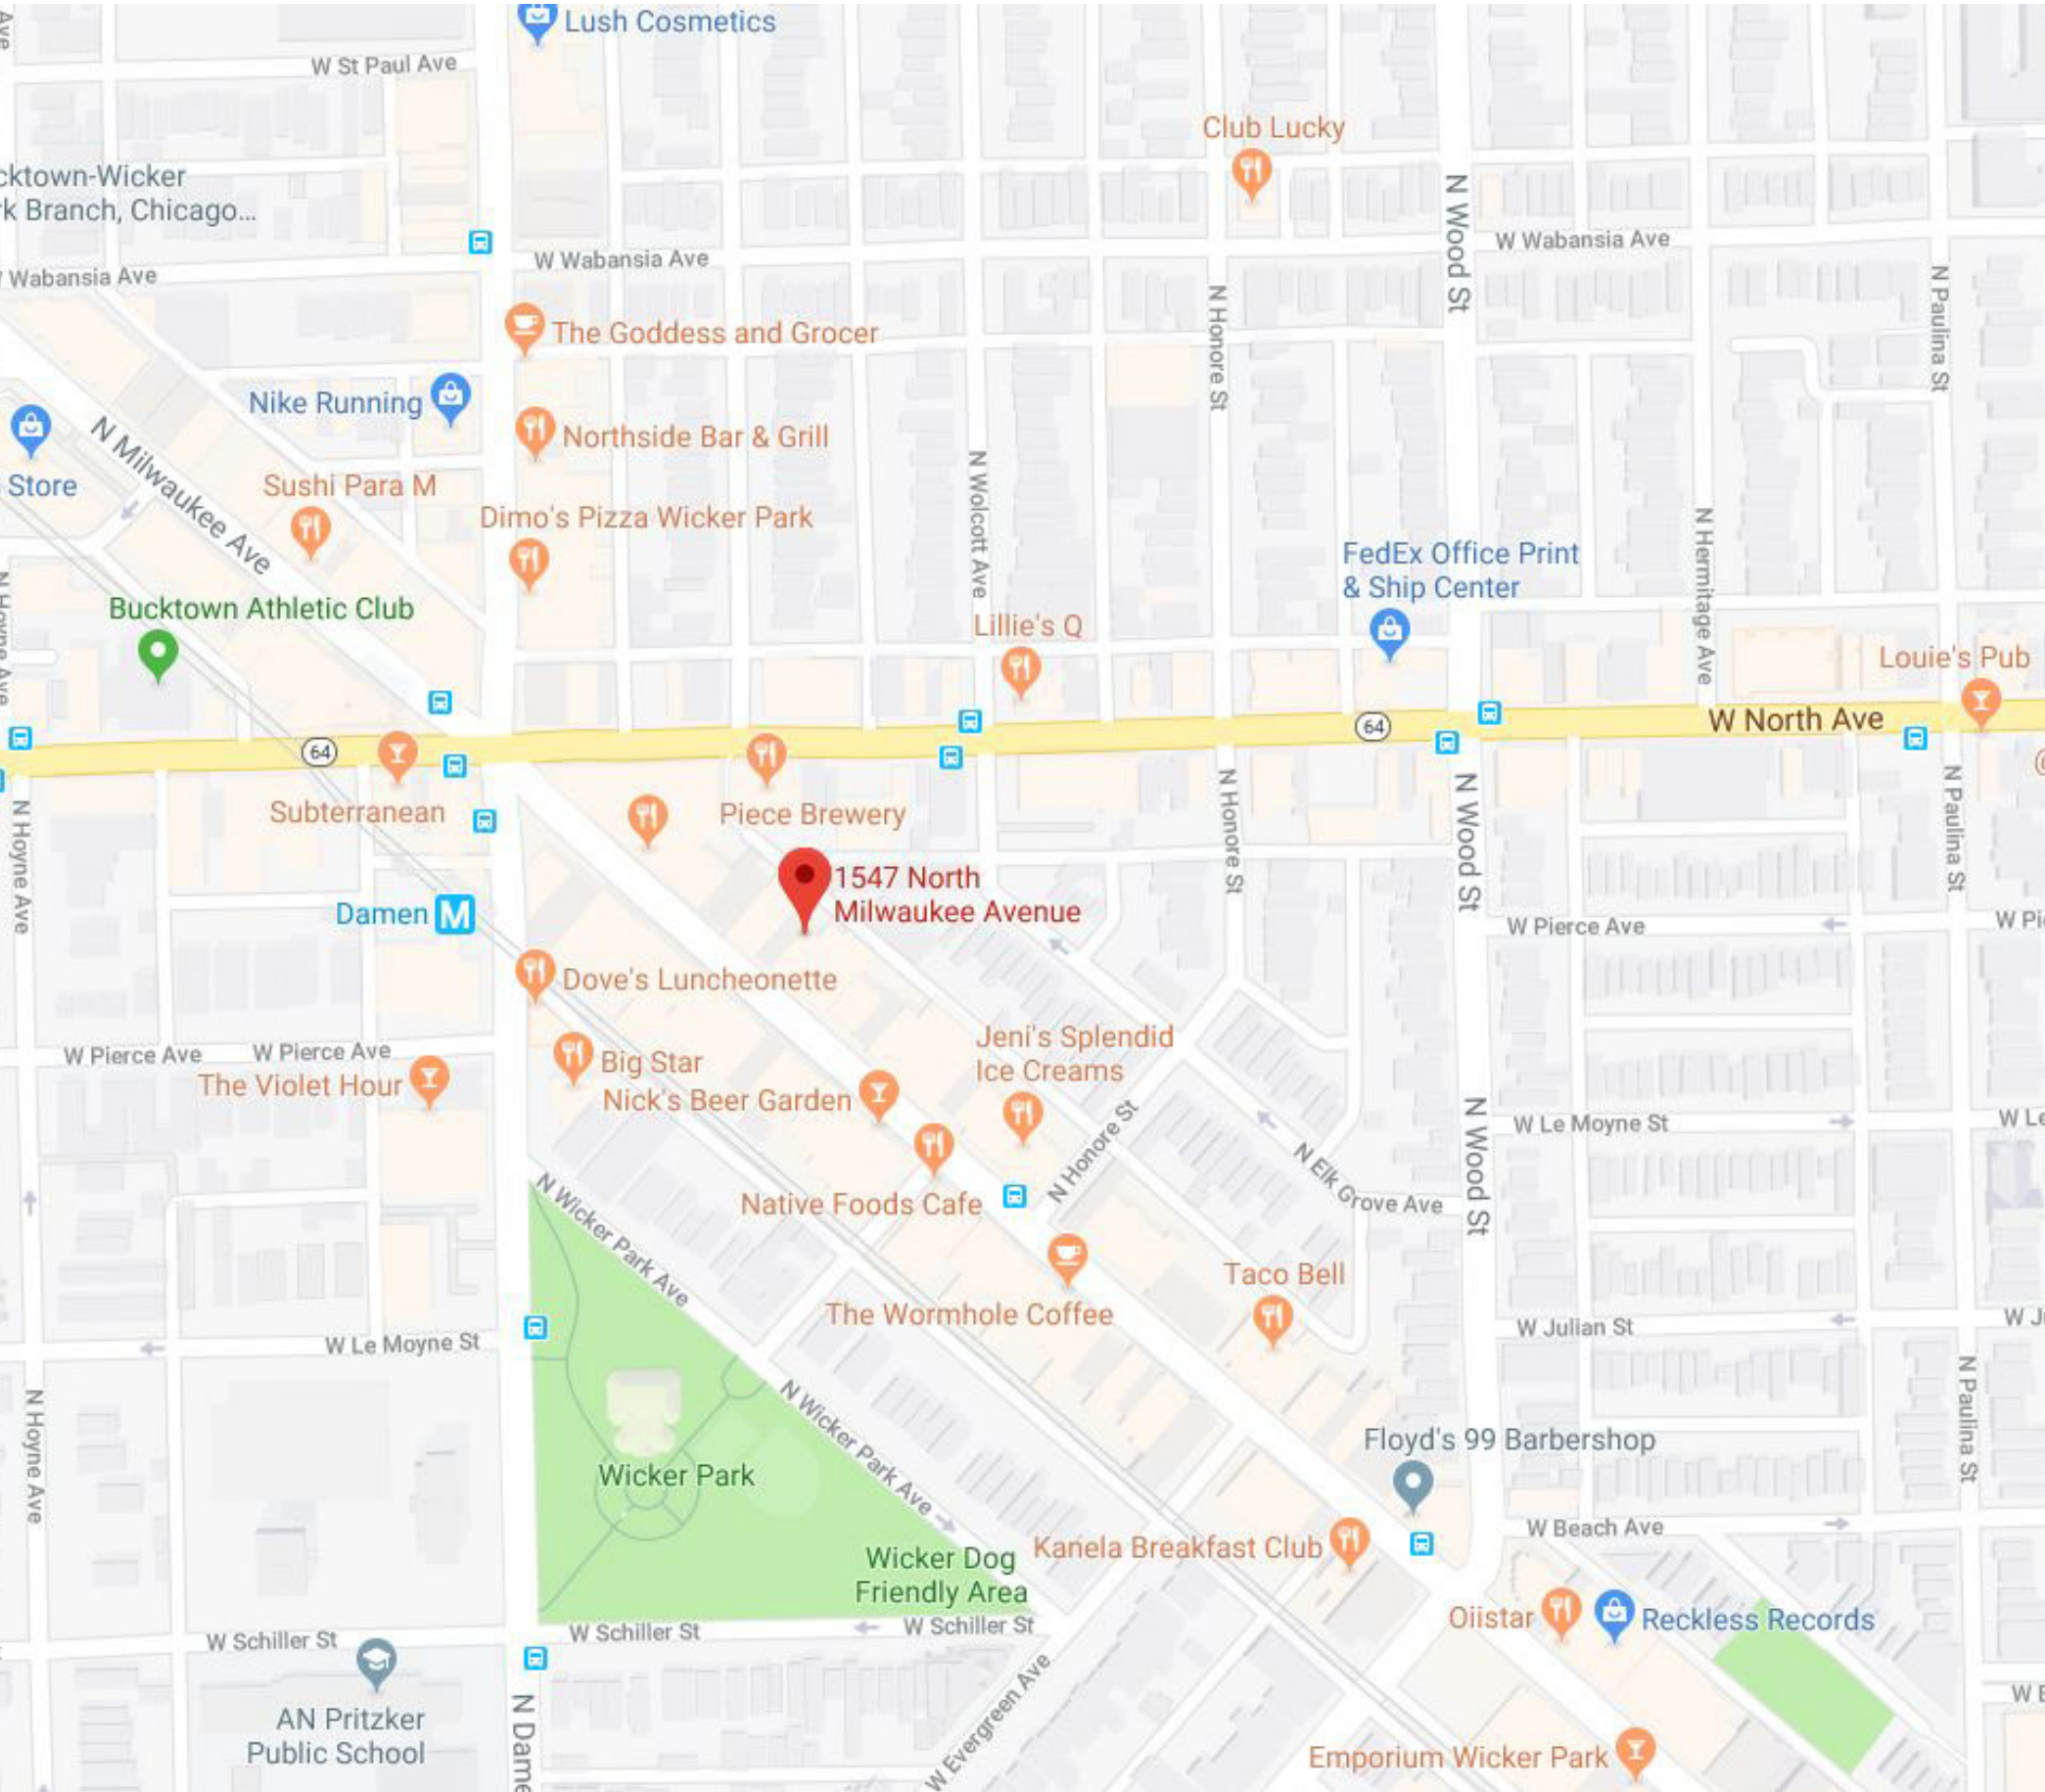 Lush Cosmetics
W St Paul Ave
Ave
Club Lucky
cktown-Wicker
rk Branch, Chicago...
N Wood St
W Wabansia Ave
W Wabansia Ave
Wabansia Ave
N Paulina St
N Honore St
The Goddess and Grocer
Nike Running
N Milwaukee Ave
Northside Bar & Grill
N Wolcott Ave
Store
Sushi Para M
Dimo's Pizza Wicker Park
N Hermitage Ave
FedEx Office Print
& Ship Center
N Hoyne Ave
Bucktown Athletic Club
Lillie's Q
Louie's Pub
W North Ave
64
64
Subterranean
Piece Brewery
N Hoyne Ave
N Honore St
N Wood St
N Paulina St
1547 North
Milwaukee Avenue
Damen M
W Pierce Ave
W Pi
Dove's Luncheonette
Jeni's Splendid
Ice Creams
W Pierce Ave
W Pierce Ave
Big Star
The Violet Hour
Nick's Beer Garden
N Honore St
N Wood St
W Le Moyne St
W Le
N Elk Grove Ave
Native Foods Cafe
N Wicker Park Ave
Taco Bell
The Wormhole Coffee
W Julian St
W J
W Le Moyne St
N Hoyne Ave
N Wicker Park Ave
N Paulina St
Floyd's 99 Barbershop
Wicker Park
W Beach Ave
Kanela Breakfast Club
Wicker Dog
Friendly Area
Oiistar
Reckless Records
W Schiller St
W Schiller St
W Schiller St
AN Pritzker
Public School
N Dame
W Evergreen Ave
W E
Emporium Wicker Park